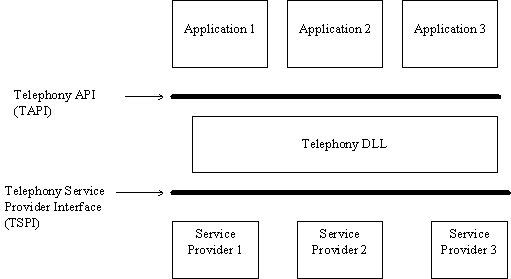 Application 1 Application 2 Application 3
Telephony API
(TAPI)
Telephony DLL
Telephony Service
Provider Interface
(TSPI)
Service Service Service
Provider 1 Provider 2 Provider 3